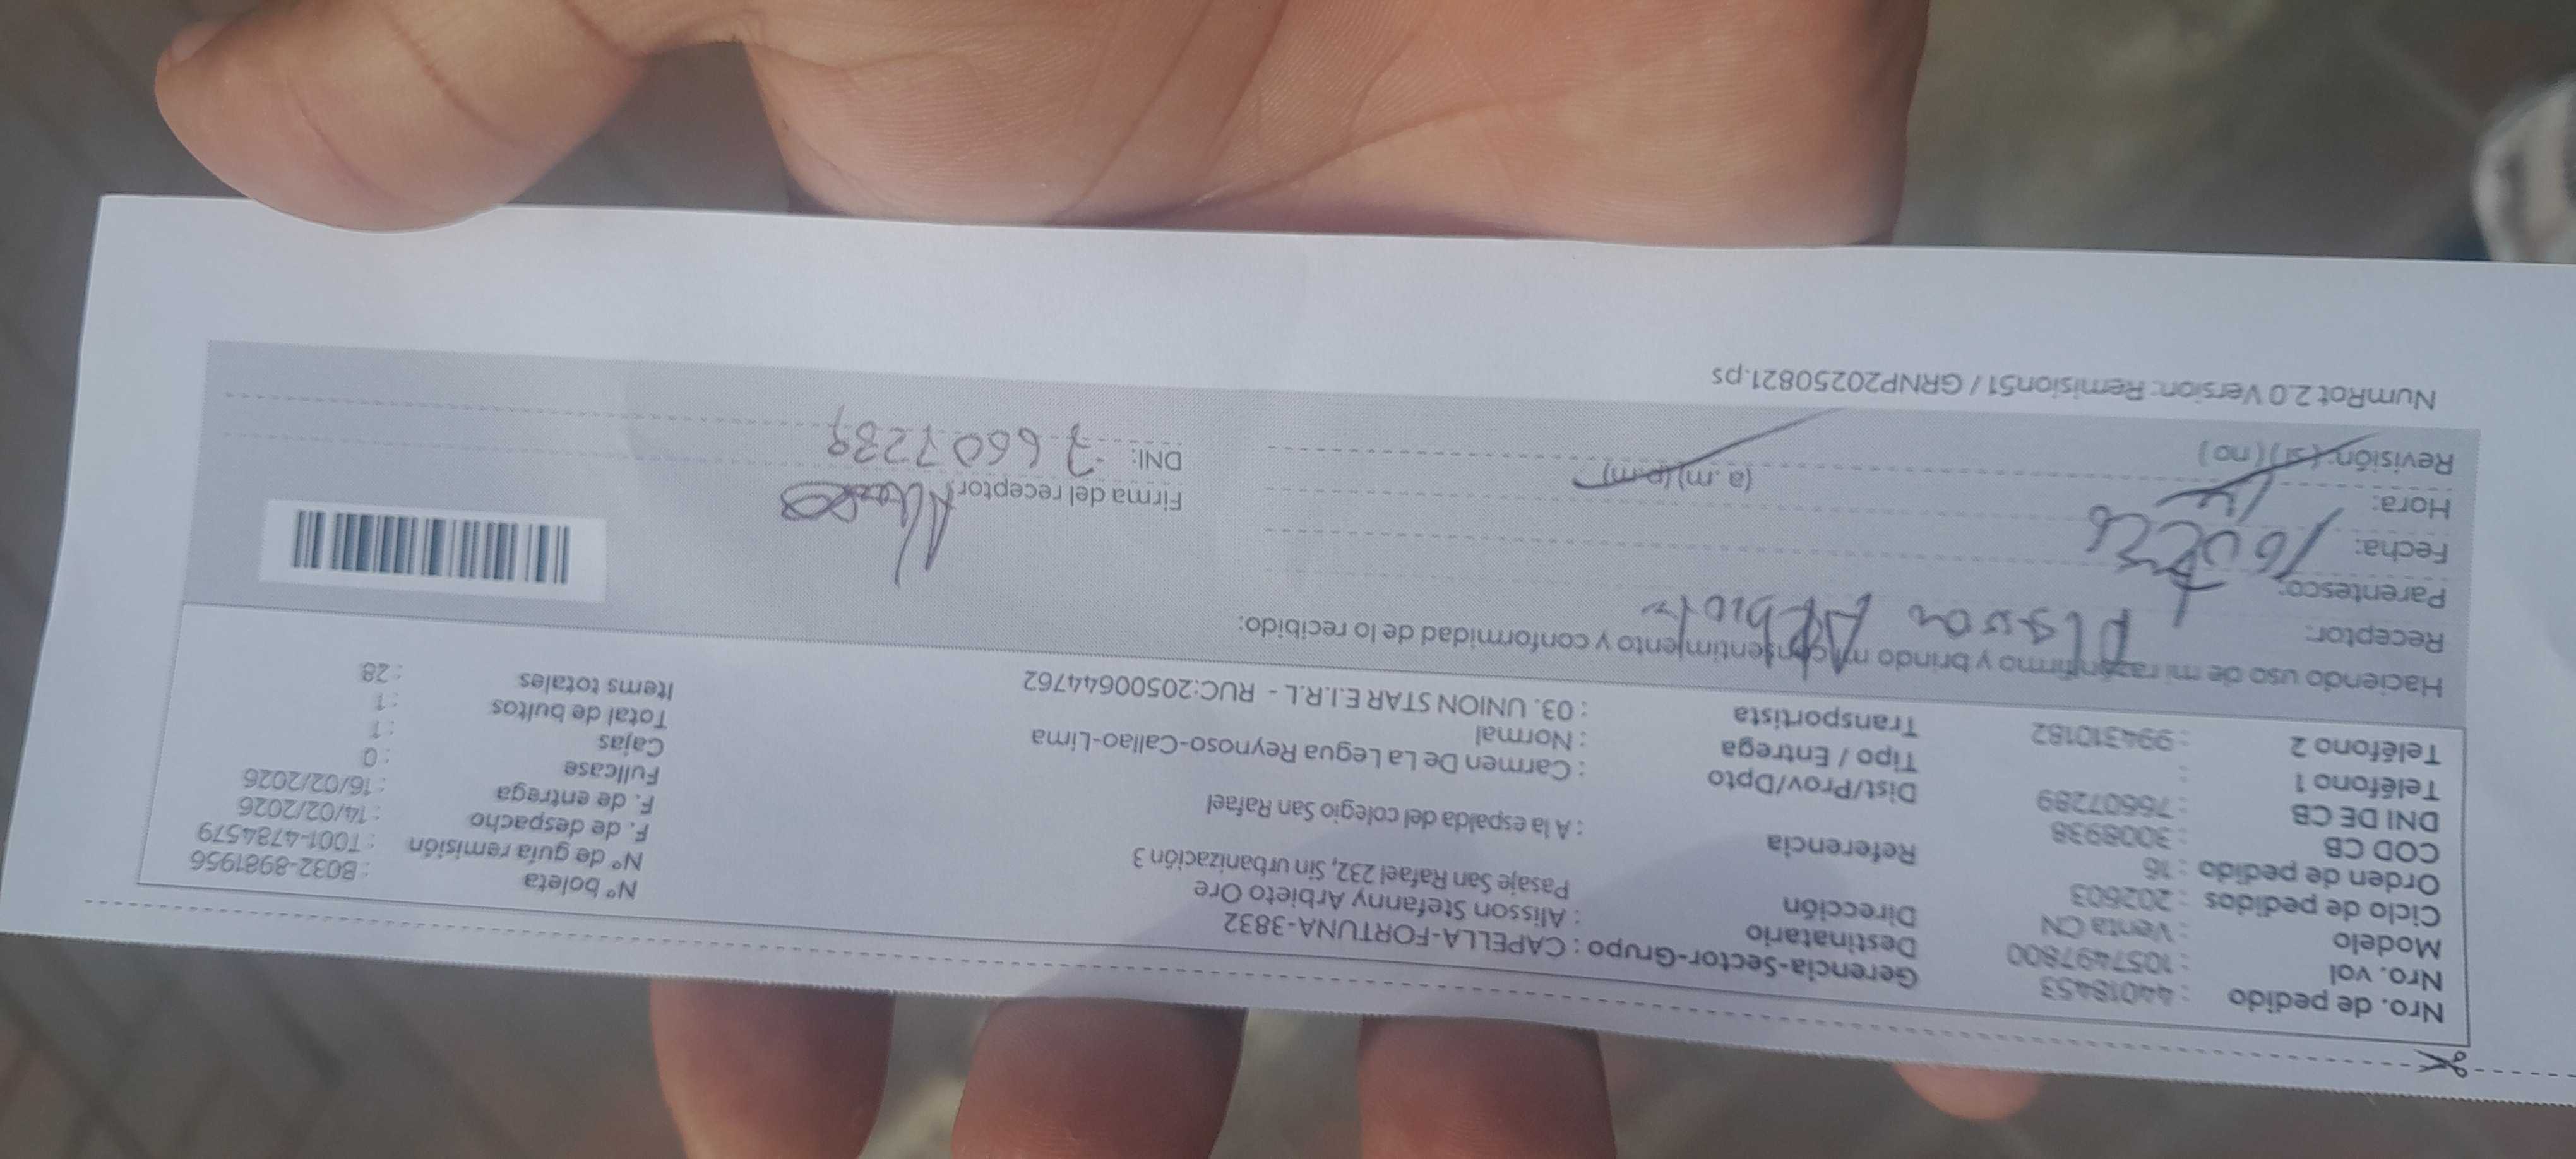 Nro. de pedido : 44018453
Nro. vol : 1057497800
Modelo : Venta CN
Ciclo de pedidos : 202603
Orden de pedido : 16
COD CB : 3008938
DNI DE CB : 76607289
Teléfono 1 :
Teléfono 2 : 994310182
Gerencia-Sector-Grupo : CAPELLA-FORTUNA-3832
Destinatario : Alisson Stefanny Arbieto Ore
Dirección Pasaje San Rafael 232, Sin urbanización 3
Referencia : A la espalda del colegio San Rafael
Dist/Prov/Dpto : Carmen De La Legua Reynoso-Callao-Lima
Tipo / Entrega : Normal
Transportista : 03. UNION STAR E.I.R.L - RUC:20500644762
N° boleta : B032-8981956
N° de guía remisión : T001-4784579
F. de despacho : 14/02/2026
F. de entrega : 16/02/2026
Fullcase : 0
Cajas : 1
Total de bultos : 1
Items totales : 28
Haciendo uso de mi razón firmo y brindo mi consentimiento y conformidad de lo recibido:
Receptor:
Parentesco:
Fecha:
Hora: (a.m) (p.m)
Revisión: (si) (no)
Firma del receptor:
DNI: 76607289
NumRot 2.0 Version: Remision51 / GRNP20250821.ps